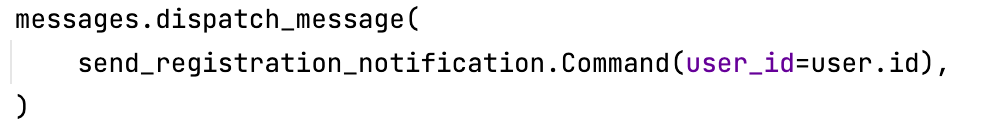 messages.dispatch_message(
    send_registration_notification.Command(user_id=user.id),
)